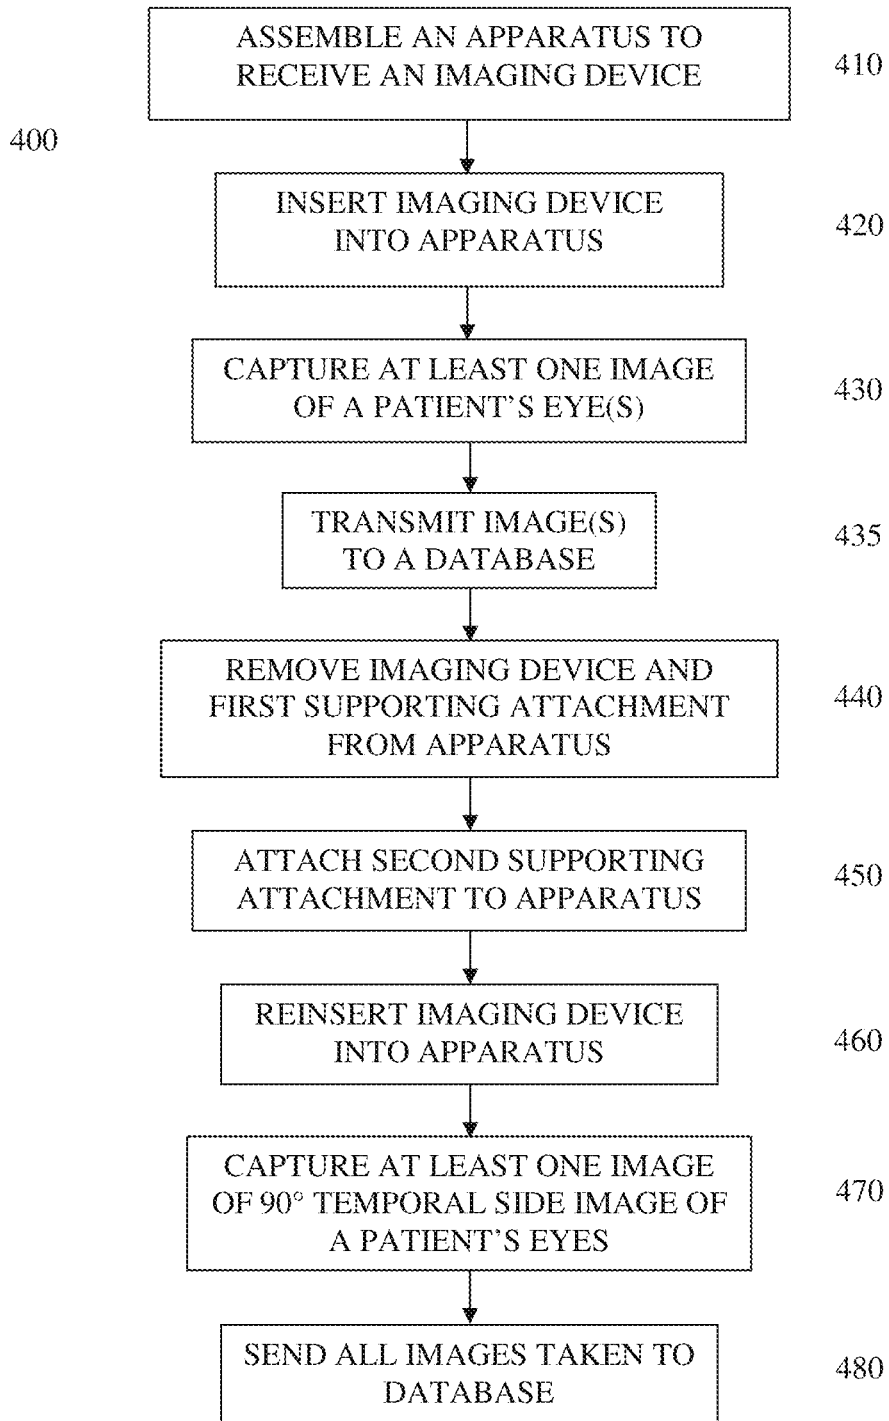 ASSEMBLE AN APPARATUS TO
RECEIVE AN IMAGING DEVICE
410
400
INSERT IMAGING DEVICE
INTO APPARATUS
420
CAPTURE AT LEAST ONE IMAGE
OF A PATIENT'S EYE(S)
430
TRANSMIT IMAGE(S)
TO A DATABASE
435
REMOVE IMAGING DEVICE AND
FIRST SUPPORTING ATTACHMENT
FROM APPARATUS
440
ATTACH SECOND SUPPORTING
ATTACHMENT TO APPARATUS
450
REINSERT IMAGING DEVICE
INTO APPARATUS
460
CAPTURE AT LEAST ONE IMAGE
OF 90° TEMPORAL SIDE IMAGE OF
A PATIENT'S EYES
470
SEND ALL IMAGES TAKEN TO
DATABASE
480